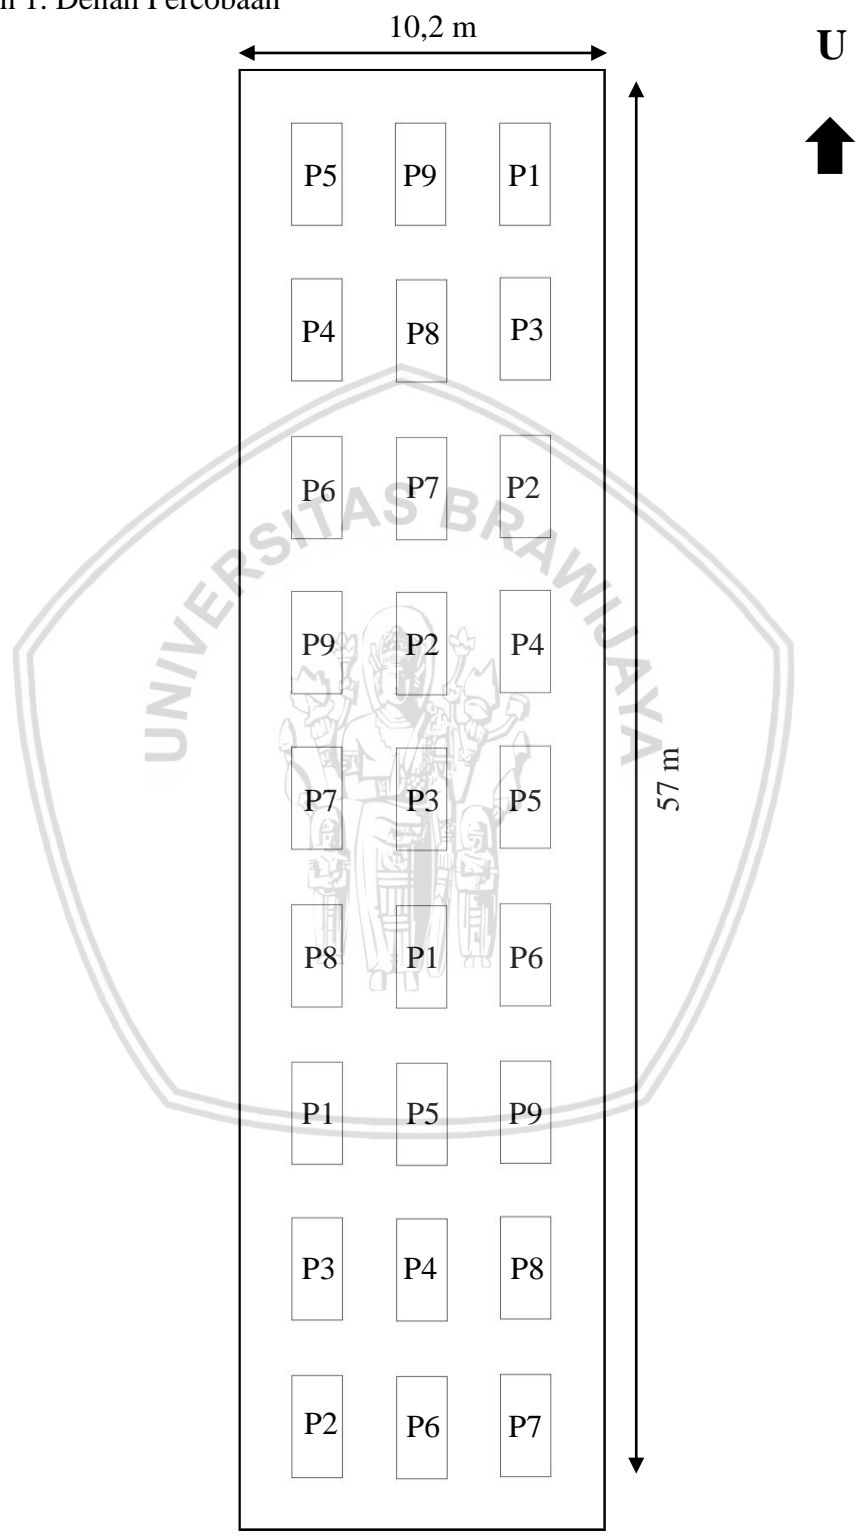 1. Denah Percobaan
10,2 m
U
P5 P9 P1
P4 P8 P3
P6 P7 P2
UNIVERSITAS BRAWIJAYA
P9 P2 P4
P7 P3 P5
57 m
P8 P1 P6
P1 P5 P9
P3 P4 P8
P2 P6 P7